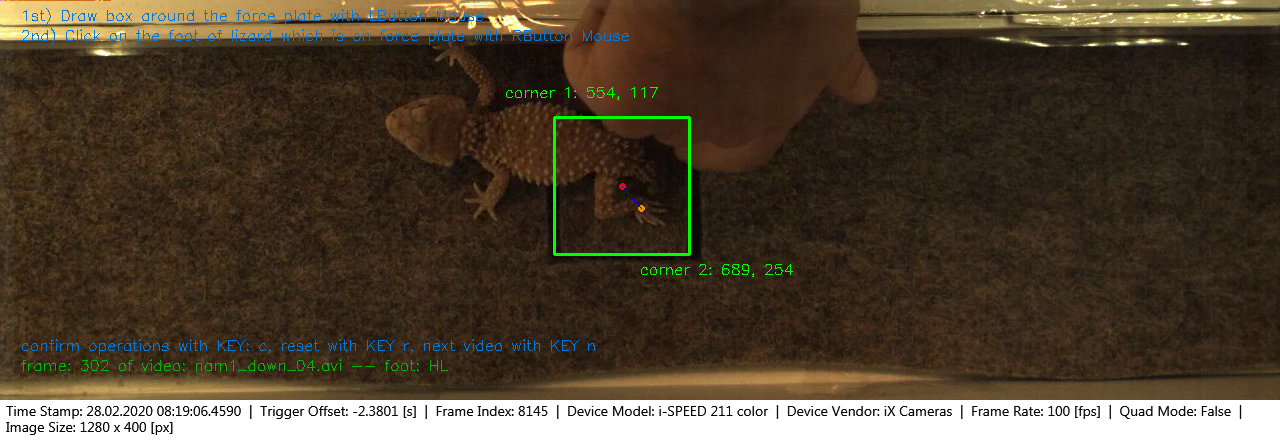 1st) Draw box around the force plate with LButton Mouse
2nd) Click on the foot of lizard which is on force plate with RButton Mouse
corner 1: 554, 117
corner 2: 689, 254
confirm operations with KEY: c, reset with KEY r, next video with KEY n
frame: 302 of video: nam1_down_04.avi -- foot: HL
Time Stamp: 28.02.2020 08:19:06.4590 | Trigger Offset: -2.3801 [s] | Frame Index: 8145 | Device Model: i-SPEED 211 color | Device Vendor: iX Cameras | Frame Rate: 100 [fps] | Quad Mode: False |
Image Size: 1280 x 400 [px]